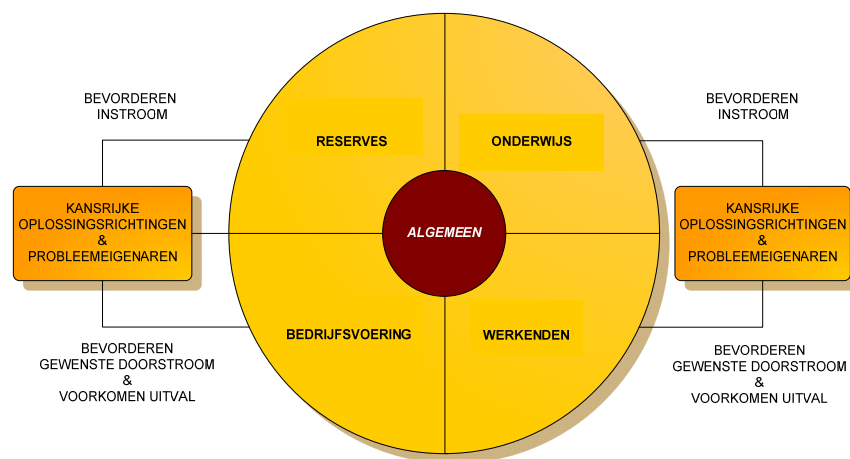 BEVORDEREN
INSTROOM
KANSRIJKE
OPLOSSINGSRICHTINGEN
&
PROBLEEMEIGENAREN
BEVORDEREN
GEWENSTE DOORSTROOM
&
VOORKOMEN UITVAL
RESERVES
ONDERWIJS
ALGEMEEN
BEDRIJFSVOERING
WERKENDEN
BEVORDEREN
INSTROOM
KANSRIJKE
OPLOSSINGSRICHTINGEN
&
PROBLEEMEIGENAREN
BEVORDEREN
GEWENSTE DOORSTROOM
&
VOORKOMEN UITVAL